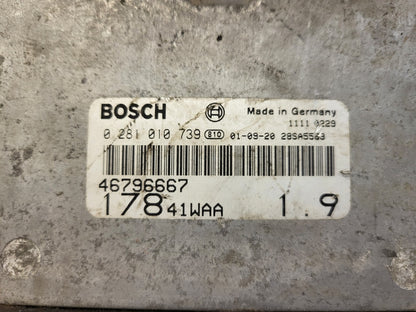 BOSCH Made in Germany
1111 0229
0 281 010 739 810 01-09-20 28SA5563
46796667
178 41WAA 1.9